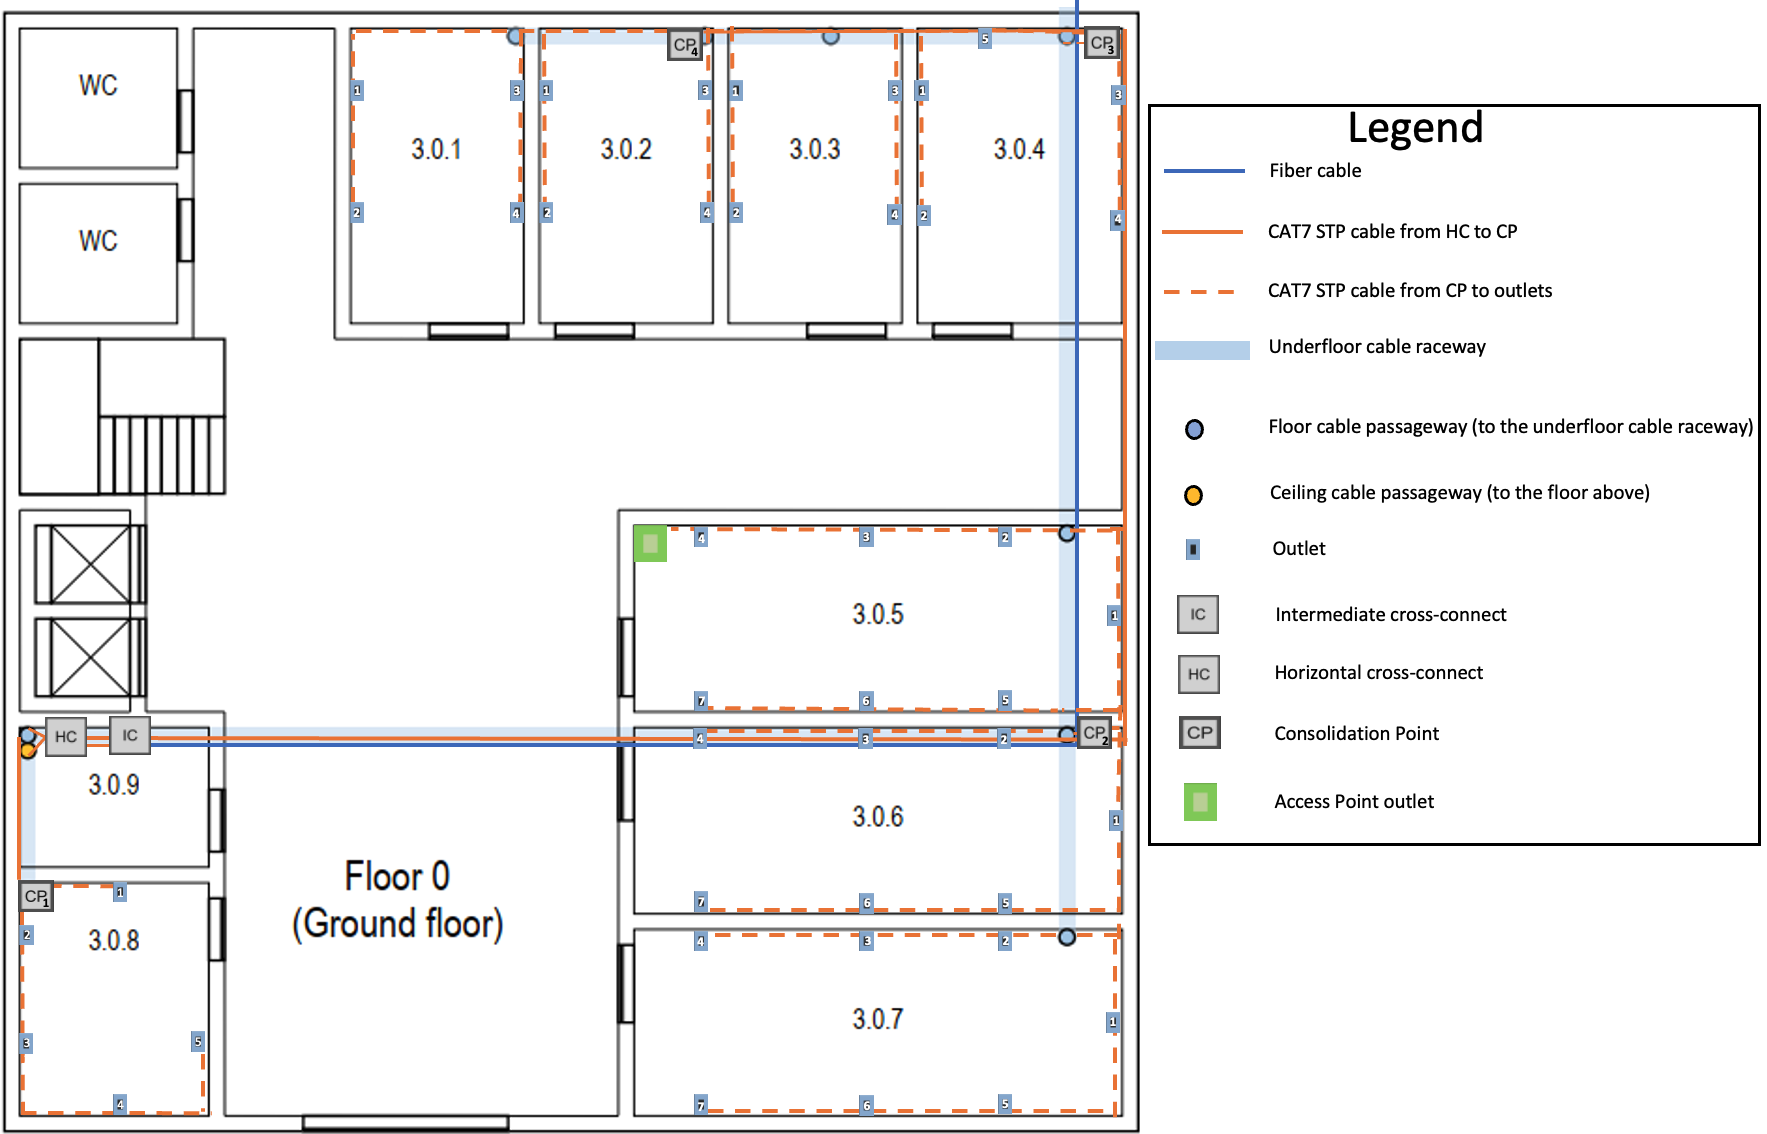 WC
WC
CP4
5
CP3
1
3
1
3
1
3
1
3
3.0.1
3.0.2
3.0.3
3.0.4
2
4
2
4
2
4
2
4
4
3
2
3.0.5
1
7
6
5
HC
IC
4
3
2
CP2
3.0.9
3.0.6
1
Floor 0
(Ground floor)
CP1
1
2
3.0.8
7
6
5
4
3
2
3
5
3.0.7
1
4
7
6
5
Legend
Fiber cable
CAT7 STP cable from HC to CP
CAT7 STP cable from CP to outlets
Underfloor cable raceway
Floor cable passageway (to the underfloor cable raceway)
Ceiling cable passageway (to the floor above)
Outlet
IC Intermediate cross-connect
HC Horizontal cross-connect
CP Consolidation Point
Access Point outlet